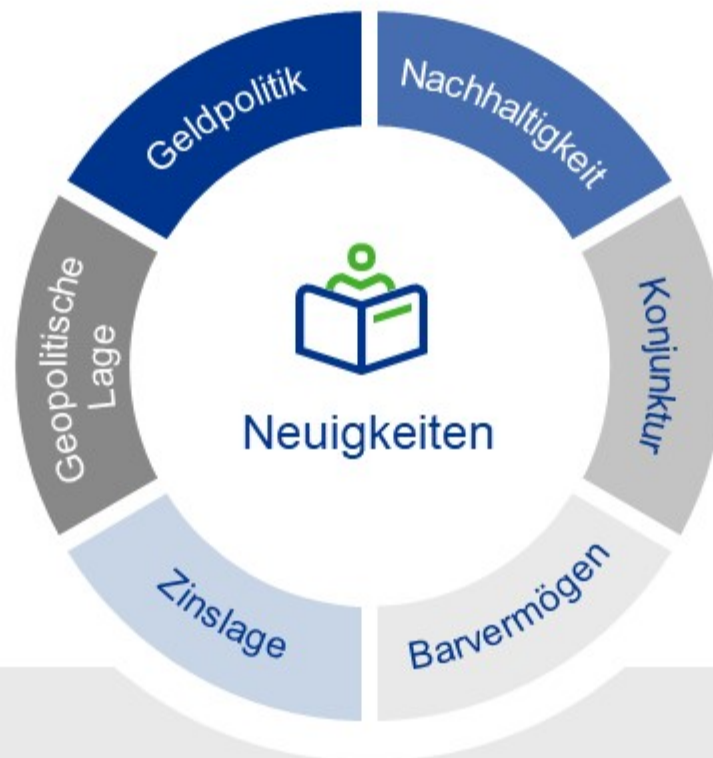 Geldpolitik
Nachhaltigkeit
Konjunktur
Barvermögen
Zinslage
Geopolitische
Lage
Neuigkeiten